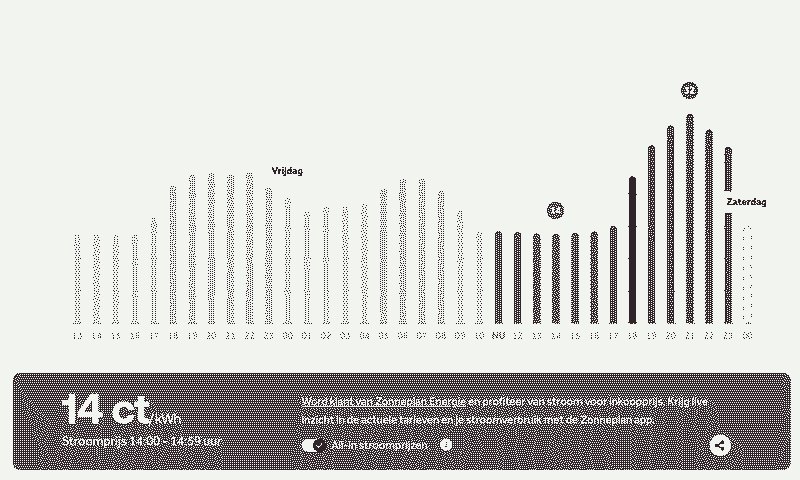 32
Vrijdag
Zaterdag
14
13 14 15 16 17 18 19 20 21 22 23 00 01 02 03 04 05 06 07 08 09 10 NU 12 13 14 15 16 17 18 19 20 21 22 23 00
14 ct/kWh
Stroomprijs 14:00 - 14:59 uur
Word klant van Zonneplan Energie en profiteer van stroom voor inkoopprijs. Krijg live
inzicht in de actuele tarieven en je stroomverbruik met de Zonneplan app.
All-in stroomprijzen